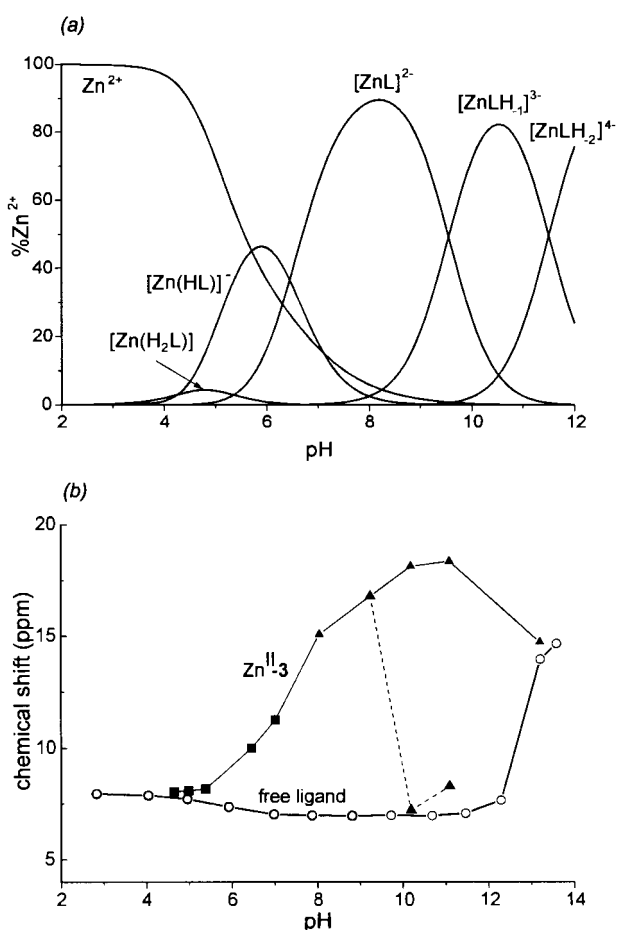 (a)
100
80
60
40
20
0
%Zn²⁺
Zn²⁺
[ZnL]²⁻
[ZnLH₋₁]³⁻
[ZnLH₋₂]⁴⁻
[Zn(HL)]⁻
[Zn(H₂L)]
2 4 6 8 10 12
pH
(b)
20
15
10
5
chemical shift (ppm)
Znᴵᴵ-3
free ligand
2 4 6 8 10 12 14
pH